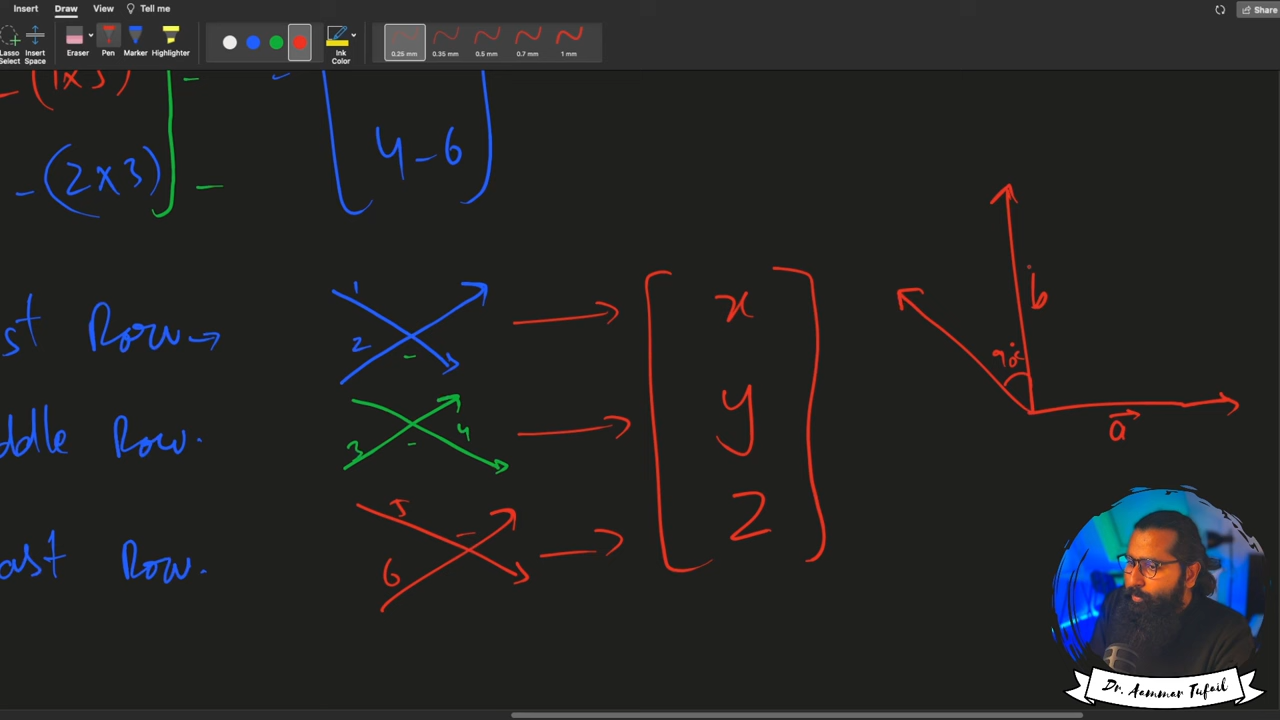 Insert Draw View Tell me
Share
Lasso Select
Insert Space
Eraser
Pen
Marker
Highlighter
Ink Color
0.25 mm
0.35 mm
0.5 mm
0.7 mm
1 mm
-(1x3) -
-(2x3) -
4-6
st Row→
1
2
-
x
ddle Row.
3
4
-
y
ast Row.
5
6
-
z
b
90
a
Dr. Aammar Tufail